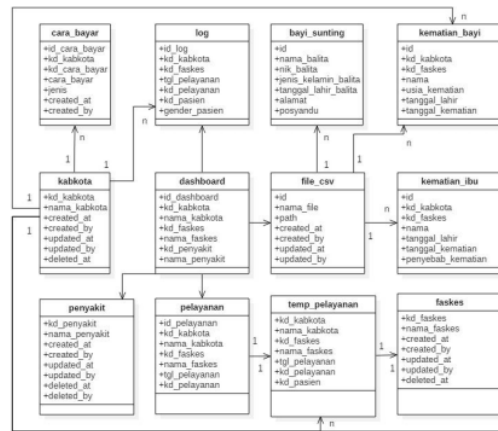 cara_bayar
+id_cara_bayar
+kd_kabkota
+kd_cara_bayar
+cara_bayar
+jenis
+created_at
+created_by
log
+id_log
+kd_kabkota
+kd_faskes
+tgl_pelayanan
+kd_pelayanan
+kd_pasien
+gender_pasien
bayi_sunting
+id
+nama_balita
+nik_balita
+jenis_kelamin_balita
+tanggal_lahir_balita
+alamat
+posyandu
kematian_bayi
+id
+kd_kabkota
+kd_faskes
+nama
+usia_kematian
+tanggal_lahir
+tanggal_kematian
n
n
n
n
n
1
1
1
1
1
1
kabkota
+kd_kabkota
+nama_kabkota
+created_at
+created_by
+updated_at
+updated_by
+deleted_at
dashboard
+id_dashboard
+kd_kabkota
+nama_kabkota
+kd_faskes
+nama_faskes
+kd_penyakit
+nama_penyakit
file_csv
+id
+nama_file
+path
+created_at
+created_by
+updated_at
+updated_by
kematian_ibu
+id
+kd_kabkota
+kd_faskes
+nama
+tanggal_lahir
+tanggal_kematian
+penyebab_kematian
n
1
penyakit
+kd_penyakit
+nama_penyakit
+created_at
+created_by
+updated_at
+updated_by
+deleted_at
+deleted_by
pelayanan
+id_pelayanan
+kd_kabkota
+nama_kabkota
+kd_faskes
+nama_faskes
+tgl_pelayanan
+kd_pelayanan
temp_pelayanan
+kd_kabkota
+nama_kabkota
+kd_faskes
+nama_faskes
+tgl_pelayanan
+kd_pelayanan
+kd_pasien
faskes
+kd_faskes
+nama_faskes
+created_at
+created_by
+updated_at
+updated_by
+deleted_at
1
1
1
1
n